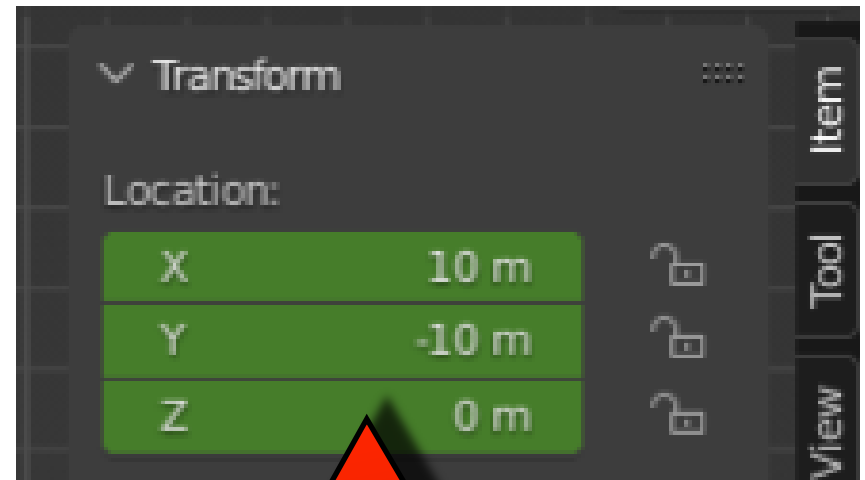 Transform
Location:
X 10 m
Y -10 m
Z 0 m
Item
Tool
View